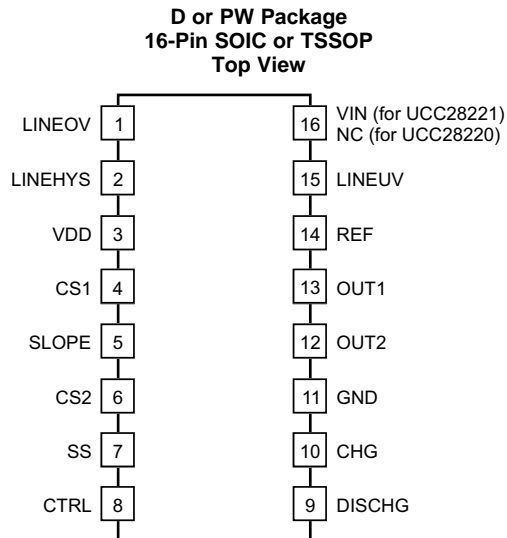 D or PW Package
16-Pin SOIC or TSSOP
Top View
LINEOV 1
16 VIN (for UCC28221)
NC (for UCC28220)
LINEHYS 2
15 LINEUV
VDD 3
14 REF
CS1 4
13 OUT1
SLOPE 5
12 OUT2
CS2 6
11 GND
SS 7
10 CHG
CTRL 8
9 DISCHG